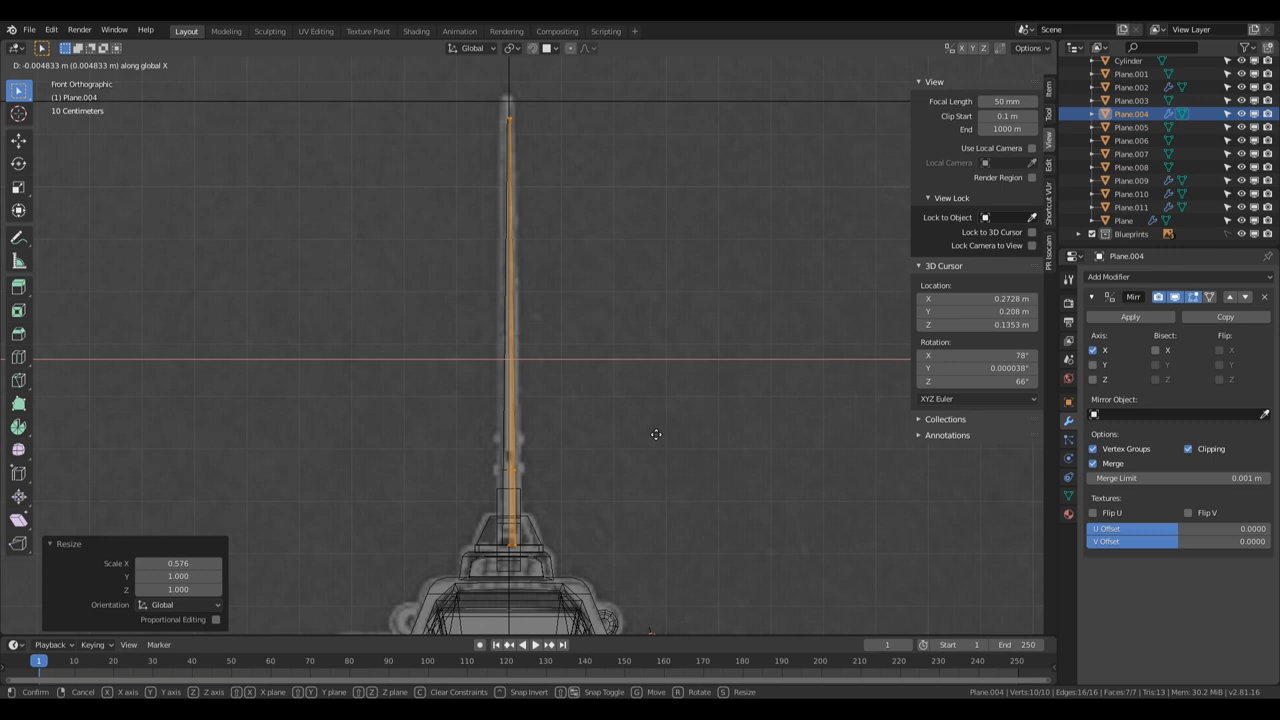 File Edit Render Window Help Layout Modeling Sculpting UV Editing Texture Paint Shading Animation Rendering Compositing Scripting Scene View Layer
Global X Y Z Options
D: -0.004833 m (0.004833 m) along global X
Front Orthographic
(1) Plane.004
10 Centimeters
View
Focal Length 50 mm
Clip Start 0.1 m
End 1000 m
Use Local Camera
Local Camera
Render Region
View Lock
Lock to Object
Lock to 3D Cursor
Lock Camera to View
3D Cursor
Location:
X 0.2728 m
Y 0.208 m
Z 0.1353 m
Rotation:
X 78°
Y 0.000038°
Z 66°
XYZ Euler
Collections
Annotations
Item
Tool
View
Edit
Shortcut VUr
PR Isocam
Cylinder
Plane.001
Plane.002
Plane.003
Plane.004
Plane.005
Plane.006
Plane.007
Plane.008
Plane.009
Plane.010
Plane.011
Plane
Blueprints
Plane.004
Add Modifier
Mirr
Apply Copy
Axis: Bisect: Flip:
X X X
Y Y Y
Z Z Z
Mirror Object:
Options:
Vertex Groups Clipping
Merge
Merge Limit 0.001 m
Textures:
Flip U Flip V
U Offset 0.0000
V Offset 0.0000
Resize
Scale X 0.576
Y 1.000
Z 1.000
Orientation Global
Proportional Editing
Playback Keying View Marker 1 Start 1 End 250
1 10 20 30 40 50 60 70 80 90 100 110 120 130 140 150 160 170 180 190 200 210 220 230 240 250
Confirm Cancel X X axis Y Y axis Z Z axis X X plane Y Y plane Z Z plane C Clear Constraints Snap Invert Snap Toggle G Move R Rotate S Resize Plane.004 | Verts:10/10 | Edges:16/16 | Faces:7/7 | Tris:13 | Mem: 30.2 MiB | v2.81.16